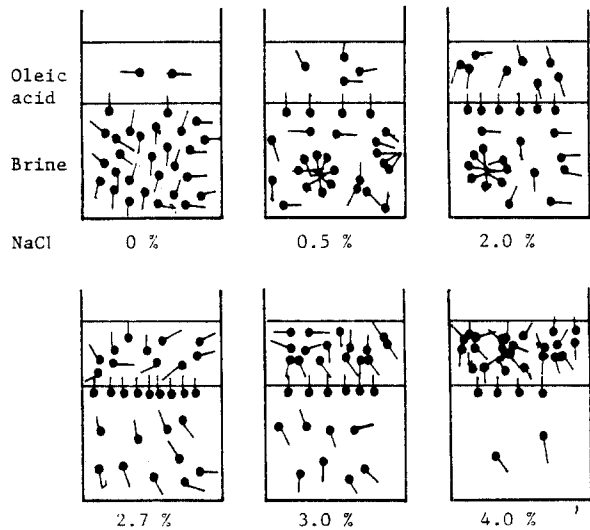 Oleic
acid
Brine
NaCl 0 % 0.5 % 2.0 %
2.7 % 3.0 % 4.0 %